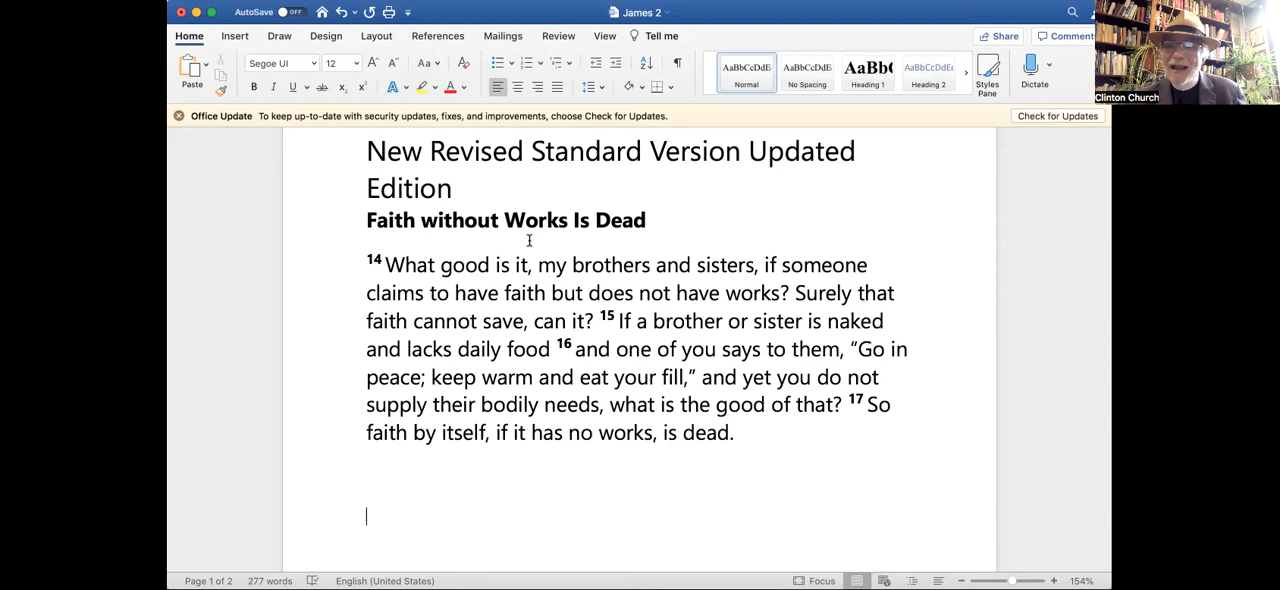 AutoSave OFF James 2
Home Insert Draw Design Layout References Mailings Review View Tell me Share Comment
Paste Segoe UI 12 A A Aa A AaBbCcDdE AaBbCcDdE AaBb( AaBbCcDdE
B I U ab x₂ x² A A Normal No Spacing Heading 1 Heading 2 Styles Pane Dictate
Clinton Church
Office Update To keep up-to-date with security updates, fixes, and improvements, choose Check for Updates. Check for Updates
New Revised Standard Version Updated
Edition
Faith without Works Is Dead
14 What good is it, my brothers and sisters, if someone
claims to have faith but does not have works? Surely that
faith cannot save, can it? 15 If a brother or sister is naked
and lacks daily food 16 and one of you says to them, “Go in
peace; keep warm and eat your fill,” and yet you do not
supply their bodily needs, what is the good of that? 17 So
faith by itself, if it has no works, is dead.
Page 1 of 2 277 words English (United States) Focus 154%